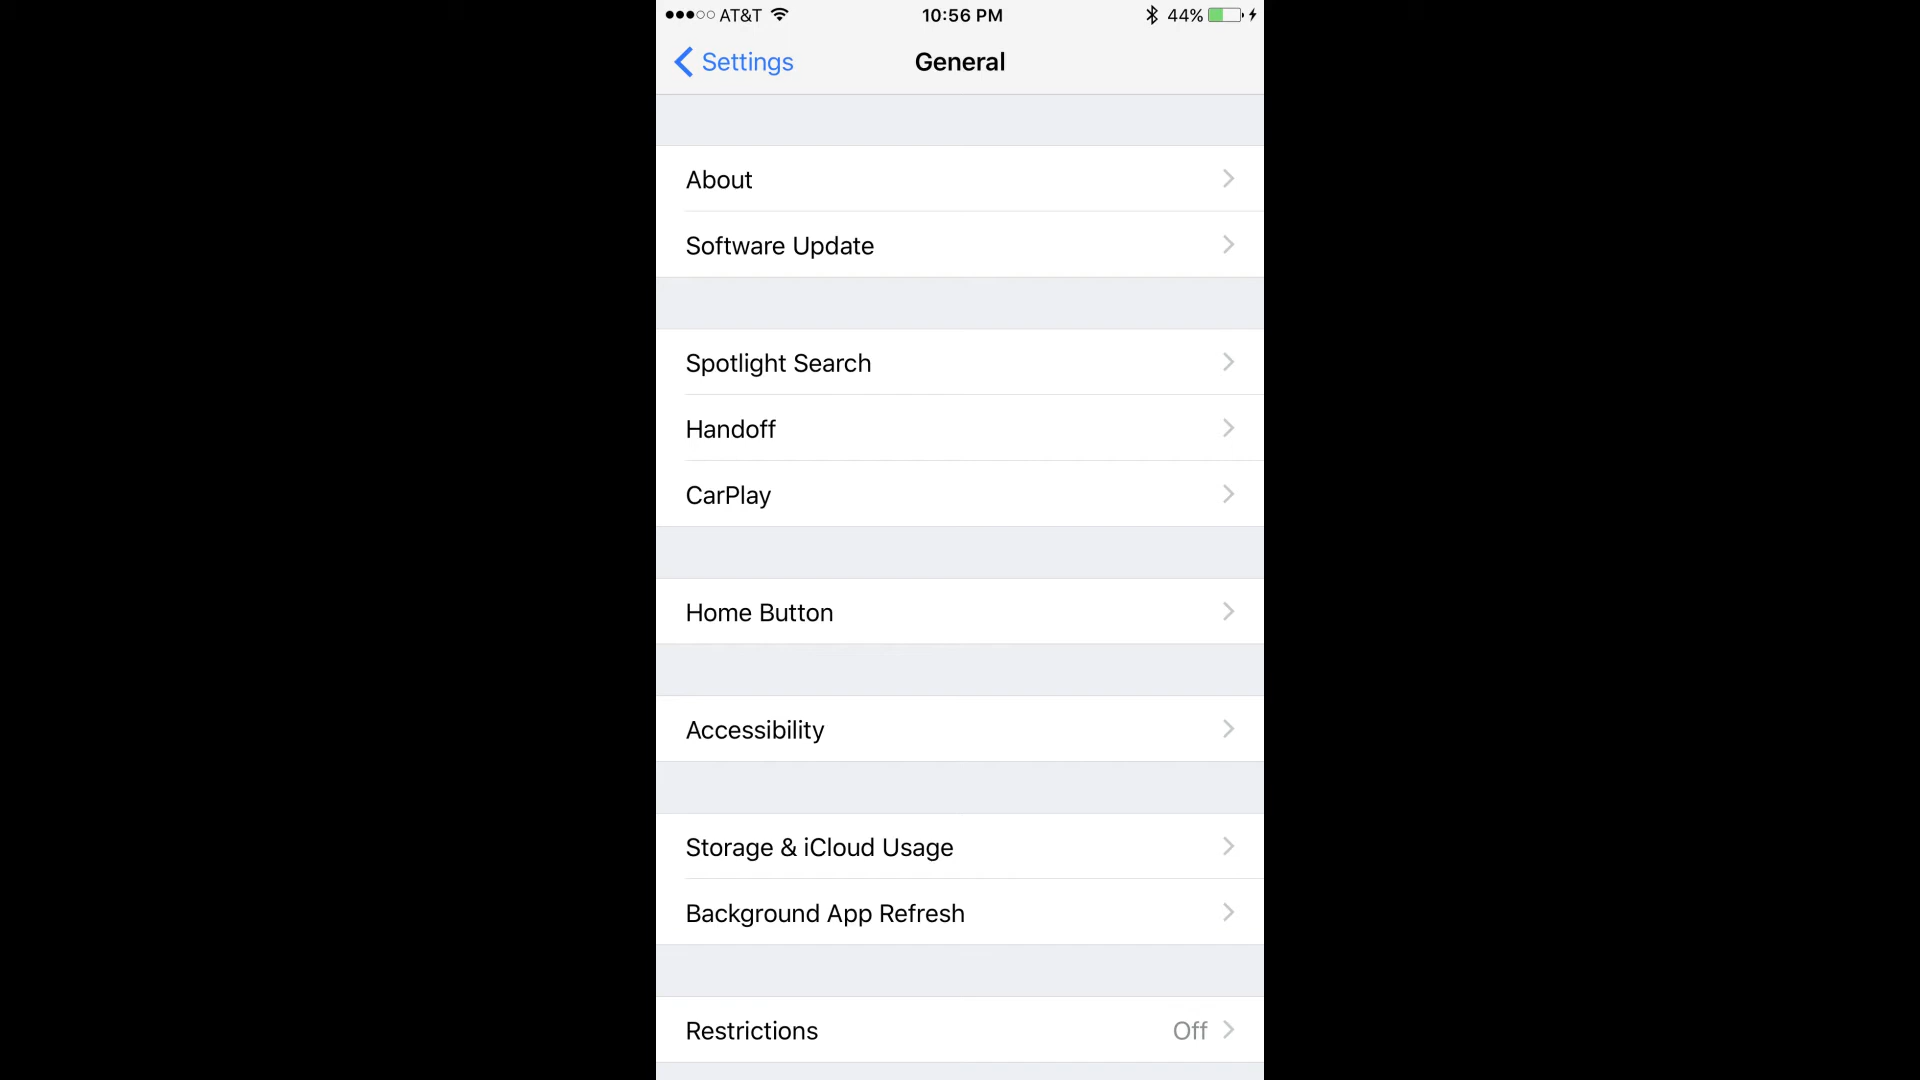 AT&T 10:56 PM 44%
Settings General
About
Software Update
Spotlight Search
Handoff
CarPlay
Home Button
Accessibility
Storage & iCloud Usage
Background App Refresh
Restrictions Off